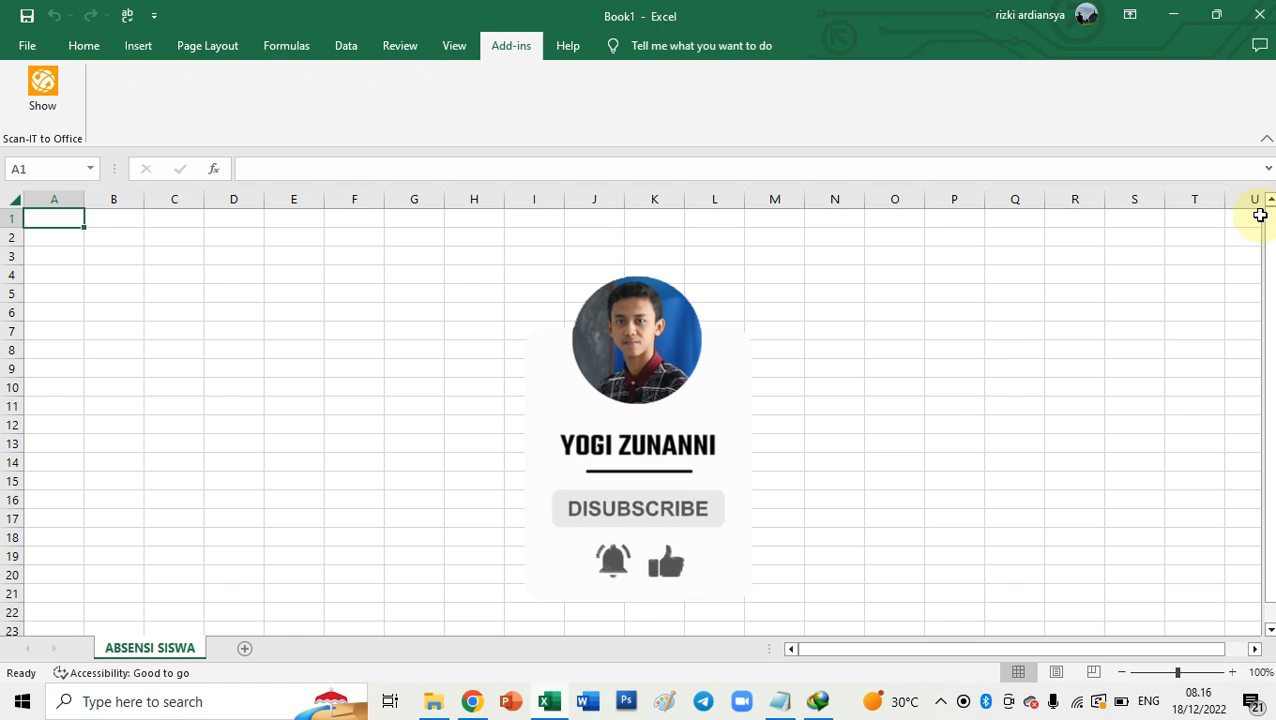 Book1 - Excel
rizki ardiansya
File Home Insert Page Layout Formulas Data Review View Add-ins Help Tell me what you want to do
Show
Scan-IT to Office
A1
fx
A B C D E F G H I J K L M N O P Q R S T U
1
2
3
4
5
6
7
8
9
10
11
12
13
14
15
16
17
18
19
20
21
22
23
YOGI ZUNANNI
DISUBSCRIBE
ABSENSI SISWA
Ready Accessibility: Good to go 100%
Type here to search
30°C ENG 08.16
18/12/2022
21